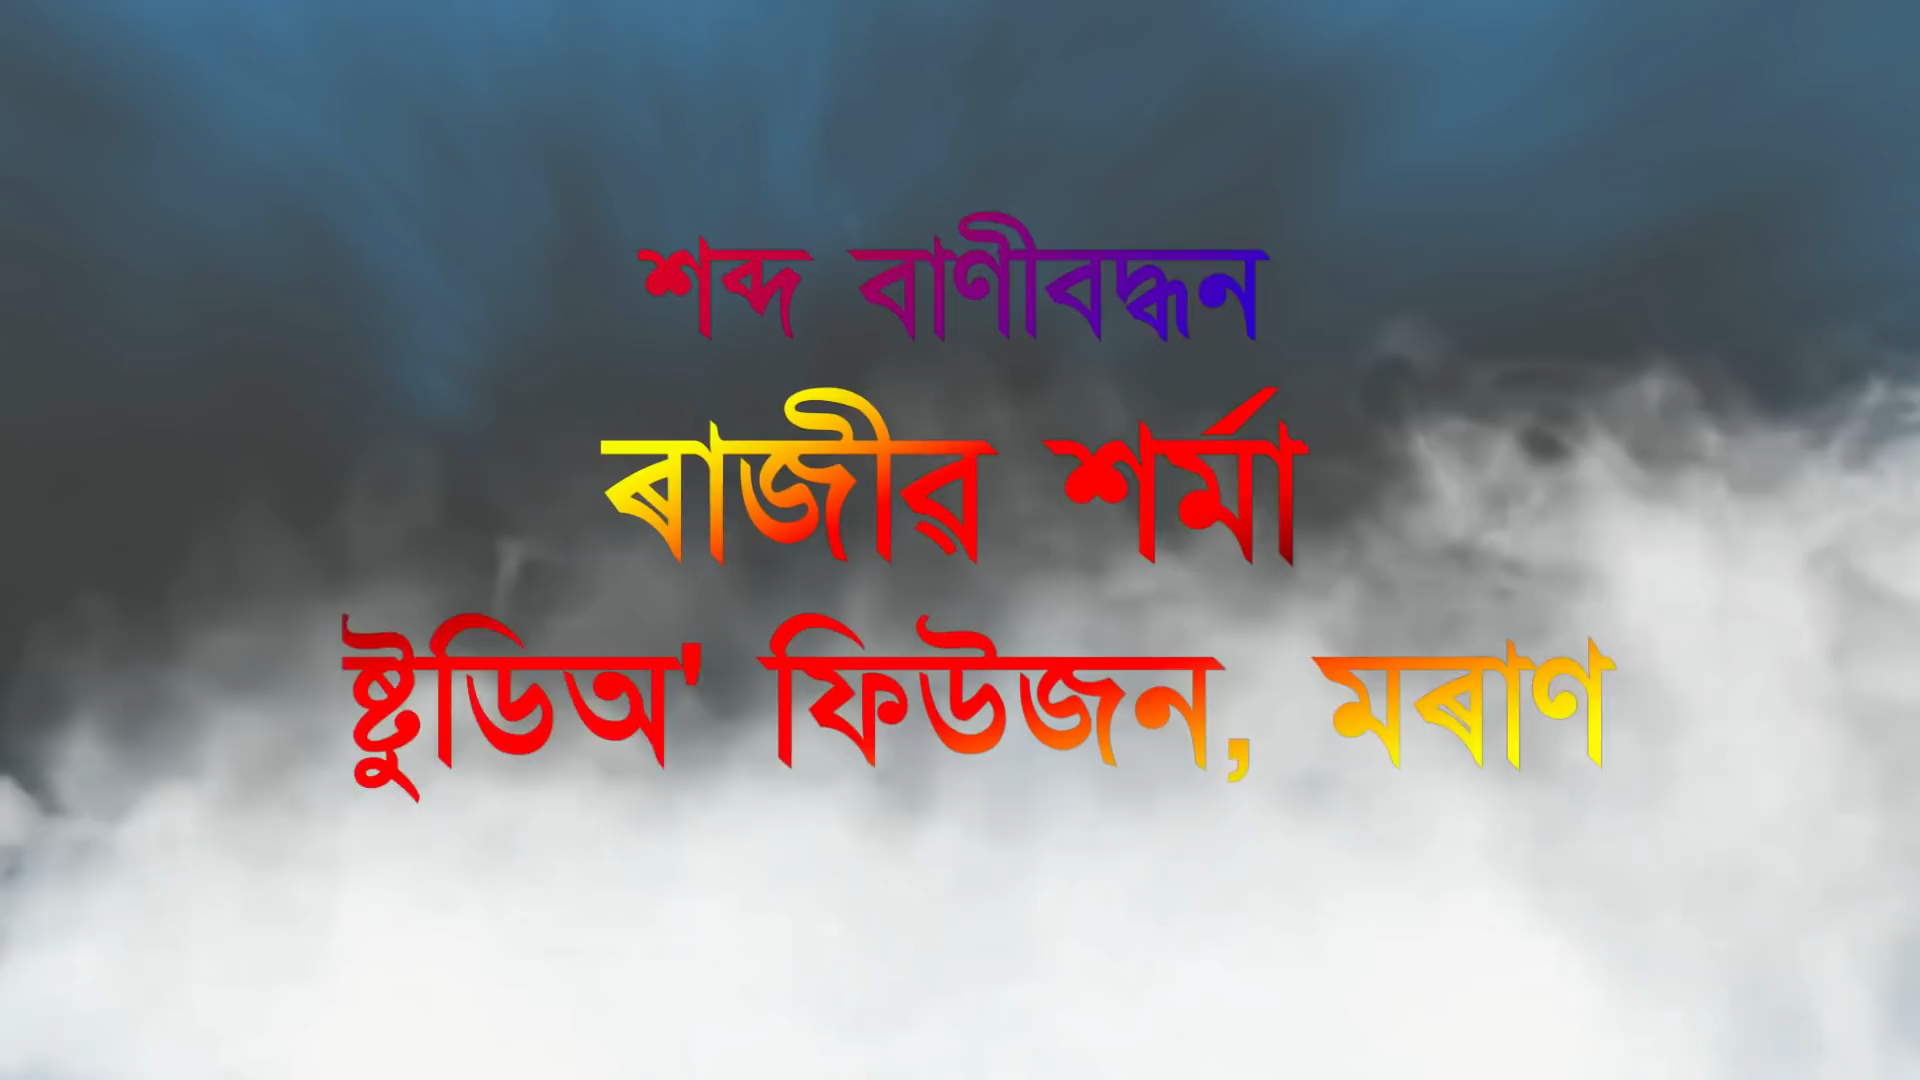 শব্দ বাণীবদ্ধন
ৰাজীৱ শৰ্মা
ষ্টুডিঅ' ফিউজন, মৰাণ